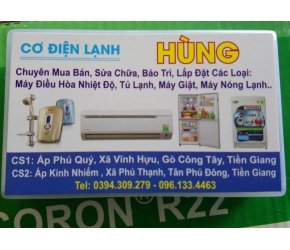 CƠ ĐIỆN LẠNH HÙNG
Chuyên Mua Bán, Sửa Chữa, Bảo Trì, Lắp Đặt Các Loại:
Máy Điều Hòa Nhiệt Độ, Tủ Lạnh, Máy Giặt, Máy Nóng Lạnh..
CS1: Ấp Phú Quý, Xã Vĩnh Hựu, Gò Công Tây, Tiền Giang
CS2: Ấp Kinh Nhiếm, Xã Phú Thạnh, Tân Phú Đông, Tiền Giang
Tel: 0394.309.279 - 096.133.4463
CORON® R22